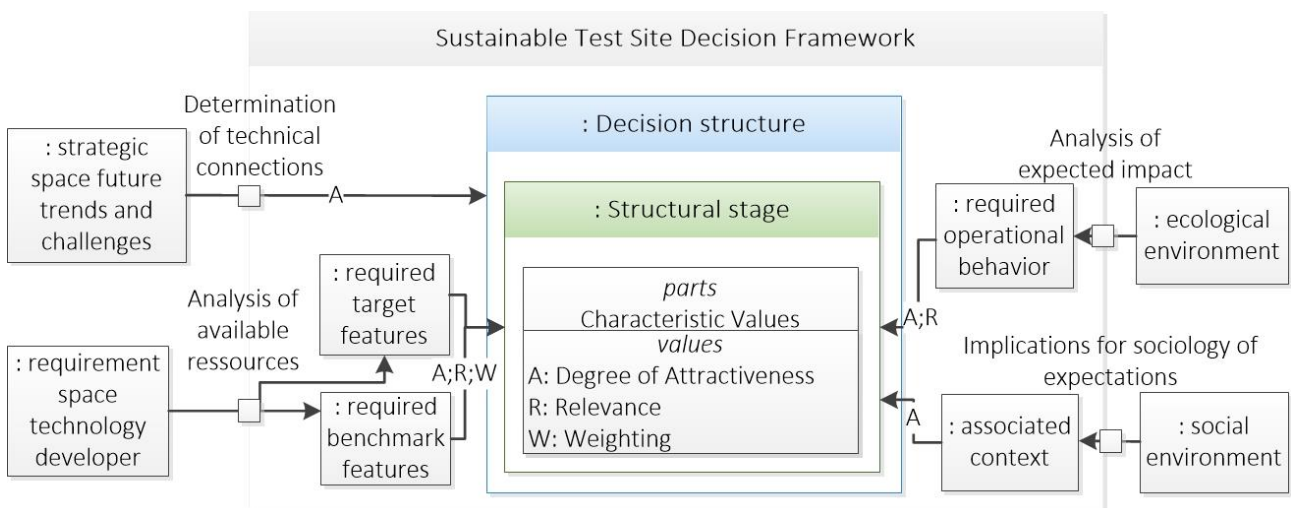 Sustainable Test Site Decision Framework
Determination
of technical
connections
: strategic
space future
trends and
challenges
A
: Decision structure
: Structural stage
parts
Characteristic Values
values
A: Degree of Attractiveness
R: Relevance
W: Weighting
: required
target
features
Analysis of
available
ressources
: requirement
space
technology
developer
A;R;W
: required
benchmark
features
Analysis of
expected impact
: required
operational
behavior
: ecological
environment
A;R
Implications for sociology of
expectations
A
: associated
context
: social
environment